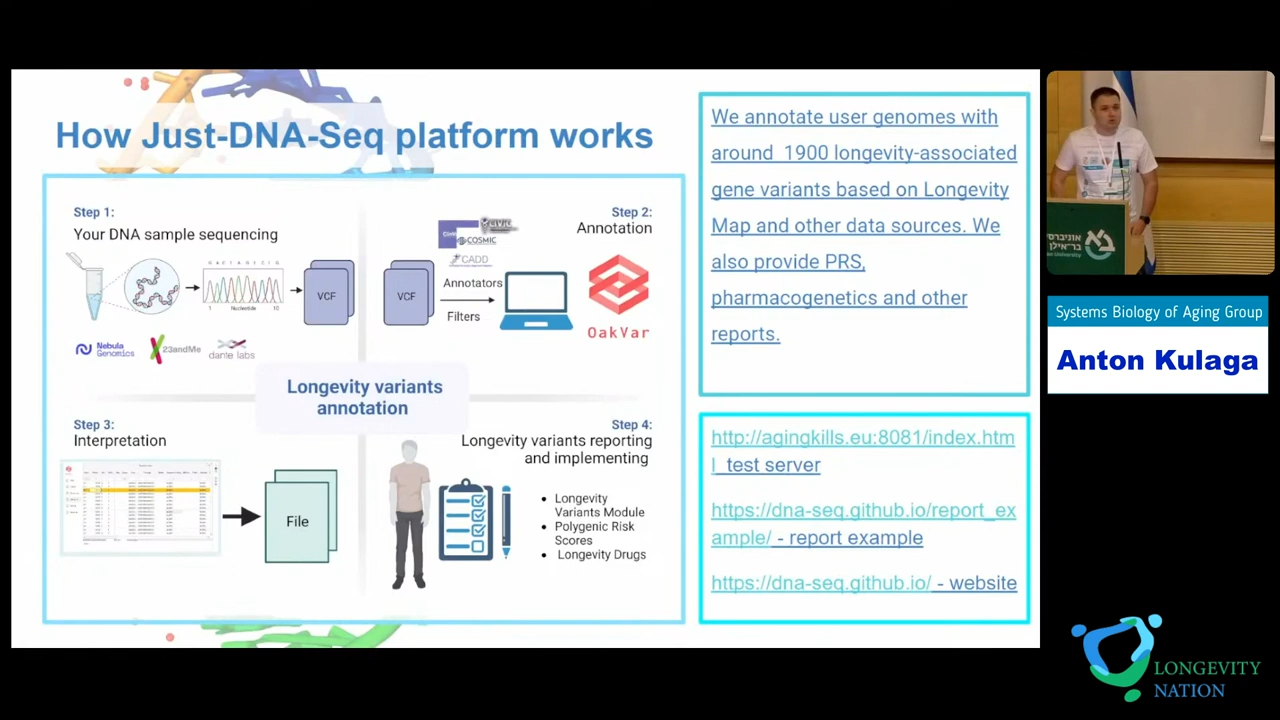 How Just-DNA-Seq platform works
Step 1:
Your DNA sample sequencing
G A C T A G A T C G
1 Nucleotide 10
VCF
Nebula
Genomics
23andMe
dante labs
Step 2:
Annotation
CIViC
COSMIC
CADD
VCF
Annotators
Filters
OakVar
Longevity variants
annotation
Step 3:
Interpretation
File
Step 4:
Longevity variants reporting
and implementing
• Longevity
Variants Module
• Polygenic Risk
Scores
• Longevity Drugs
We annotate user genomes with
around 1900 longevity-associated
gene variants based on Longevity
Map and other data sources. We
also provide PRS,
pharmacogenetics and other
reports.
http://agingkills.eu:8081/index.htm
l test server
https://dna-seq.github.io/report_ex
ample/ - report example
https://dna-seq.github.io/ - website
Systems Biology of Aging Group
Anton Kulaga
LONGEVITY
NATION